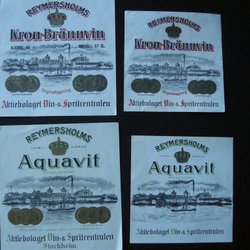 REYMERSHOLMS
Kron-Brännvin
Aktiebolaget Vin-& Spritcentralen
REYMERSHOLMS
Kron-Brännvin
Aktiebolaget Vin-& Spritcentralen
REYMERSHOLMS
Aquavit
Aktiebolaget Vin-& Spritcentralen
Stockholm
REYMERSHOLMS
Aquavit
Aktiebolaget Vin-& Spritcentralen